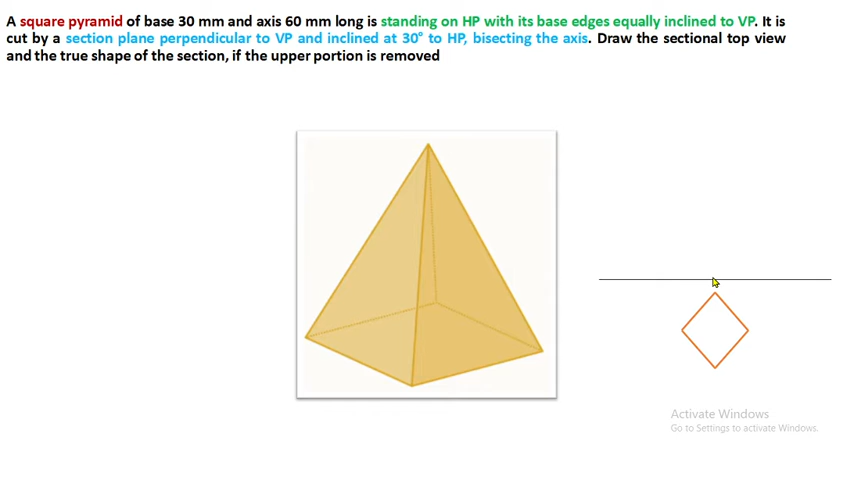 A square pyramid of base 30 mm and axis 60 mm long is standing on HP with its base edges equally inclined to VP. It is
cut by a section plane perpendicular to VP and inclined at 30° to HP, bisecting the axis. Draw the sectional top view
and the true shape of the section, if the upper portion is removed
Activate Windows
Go to Settings to activate Windows.